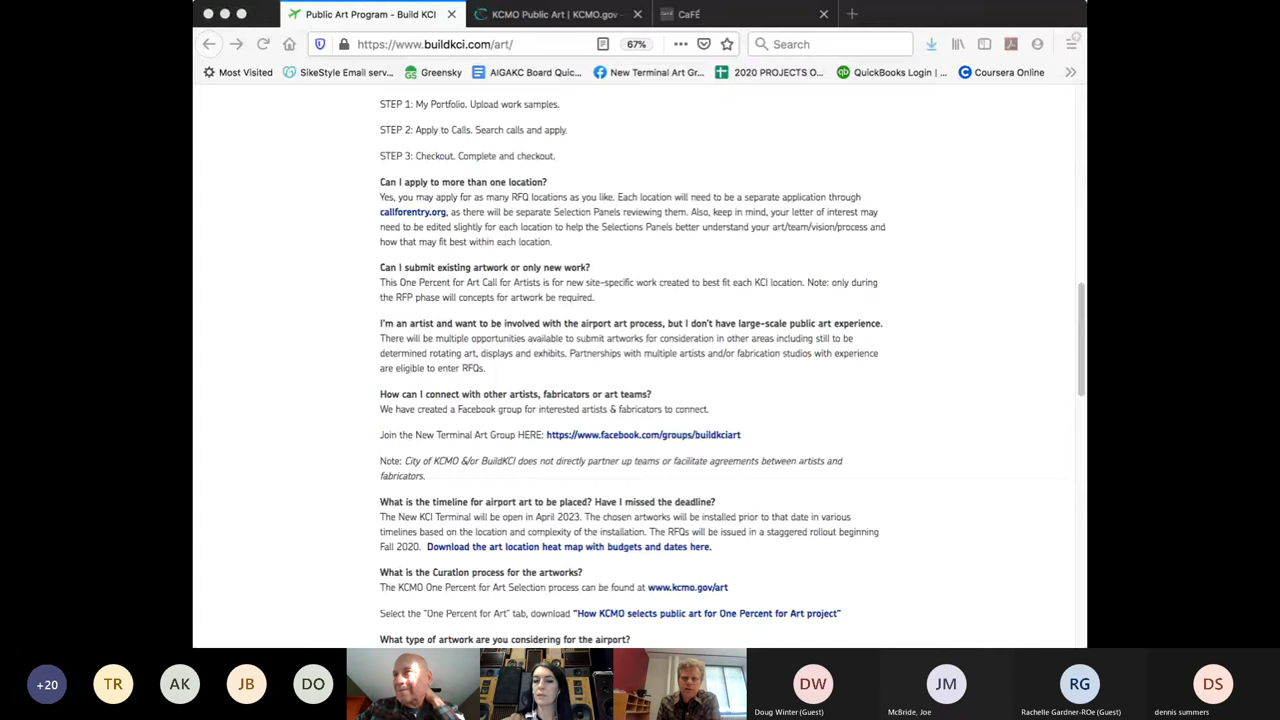 Public Art Program - Build KCI
KCMO Public Art | KCMO.gov -
CaFÉ
https://www.buildkci.com/art/
67%
Search
Most Visited
SikeStyle Email serv...
Greensky
AIGAKC Board Quic...
New Terminal Art Gr...
2020 PROJECTS O...
QuickBooks Login | ...
Coursera Online
STEP 1: My Portfolio. Upload work samples.
STEP 2: Apply to Calls. Search calls and apply.
STEP 3: Checkout. Complete and checkout.
Can I apply to more than one location?
Yes, you may apply for as many RFQ locations as you like. Each location will need to be a separate application through
callforentry.org, as there will be separate Selection Panels reviewing them. Also, keep in mind, your letter of interest may
need to be edited slightly for each location to help the Selections Panels better understand your art/team/vision/process and
how that may fit best within each location.
Can I submit existing artwork or only new work?
This One Percent for Art Call for Artists is for new site-specific work created to best fit each KCI location. Note: only during
the RFP phase will concepts for artwork be required.
I'm an artist and want to be involved with the airport art process, but I don't have large-scale public art experience.
There will be multiple opportunities available to submit artworks for consideration in other areas including still to be
determined rotating art, displays and exhibits. Partnerships with multiple artists and/or fabrication studios with experience
are eligible to enter RFQs.
How can I connect with other artists, fabricators or art teams?
We have created a Facebook group for interested artists & fabricators to connect.
Join the New Terminal Art Group HERE: https://www.facebook.com/groups/buildkciart
Note: City of KCMO &/or BuildKCI does not directly partner up teams or facilitate agreements between artists and
fabricators.
What is the timeline for airport art to be placed? Have I missed the deadline?
The New KCI Terminal will be open in April 2023. The chosen artworks will be installed prior to that date in various
timelines based on the location and complexity of the installation. The RFQs will be issued in a staggered rollout beginning
Fall 2020. Download the art location heat map with budgets and dates here.
What is the Curation process for the artworks?
The KCMO One Percent for Art Selection process can be found at www.kcmo.gov/art
Select the "One Percent for Art" tab, download "How KCMO selects public art for One Percent for Art project"
What type of artwork are you considering for the airport?
+20
TR
AK
JB
DO
DW
JM
RG
DS
Doug Winter (Guest)
McBride, Joe
Rachelle Gardner-ROe (Guest)
dennis summers